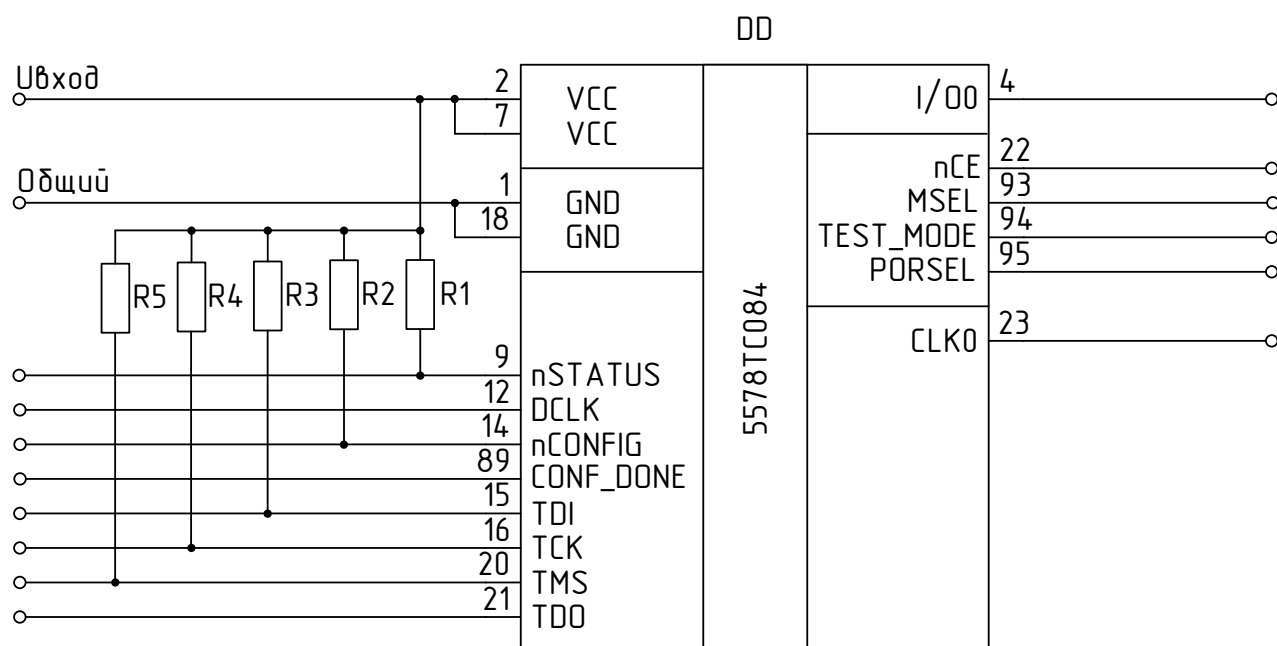 DD
Uвход
2
VCC
7
VCC
I/O0
4
Общий
1
GND
18
GND
nCE
22
MSEL
93
TEST_MODE
94
PORSEL
95
R5
R4
R3
R2
R1
5578TC084
CLK0
23
9
nSTATUS
12
DCLK
14
nCONFIG
89
CONF_DONE
15
TDI
16
TCK
20
TMS
21
TDO